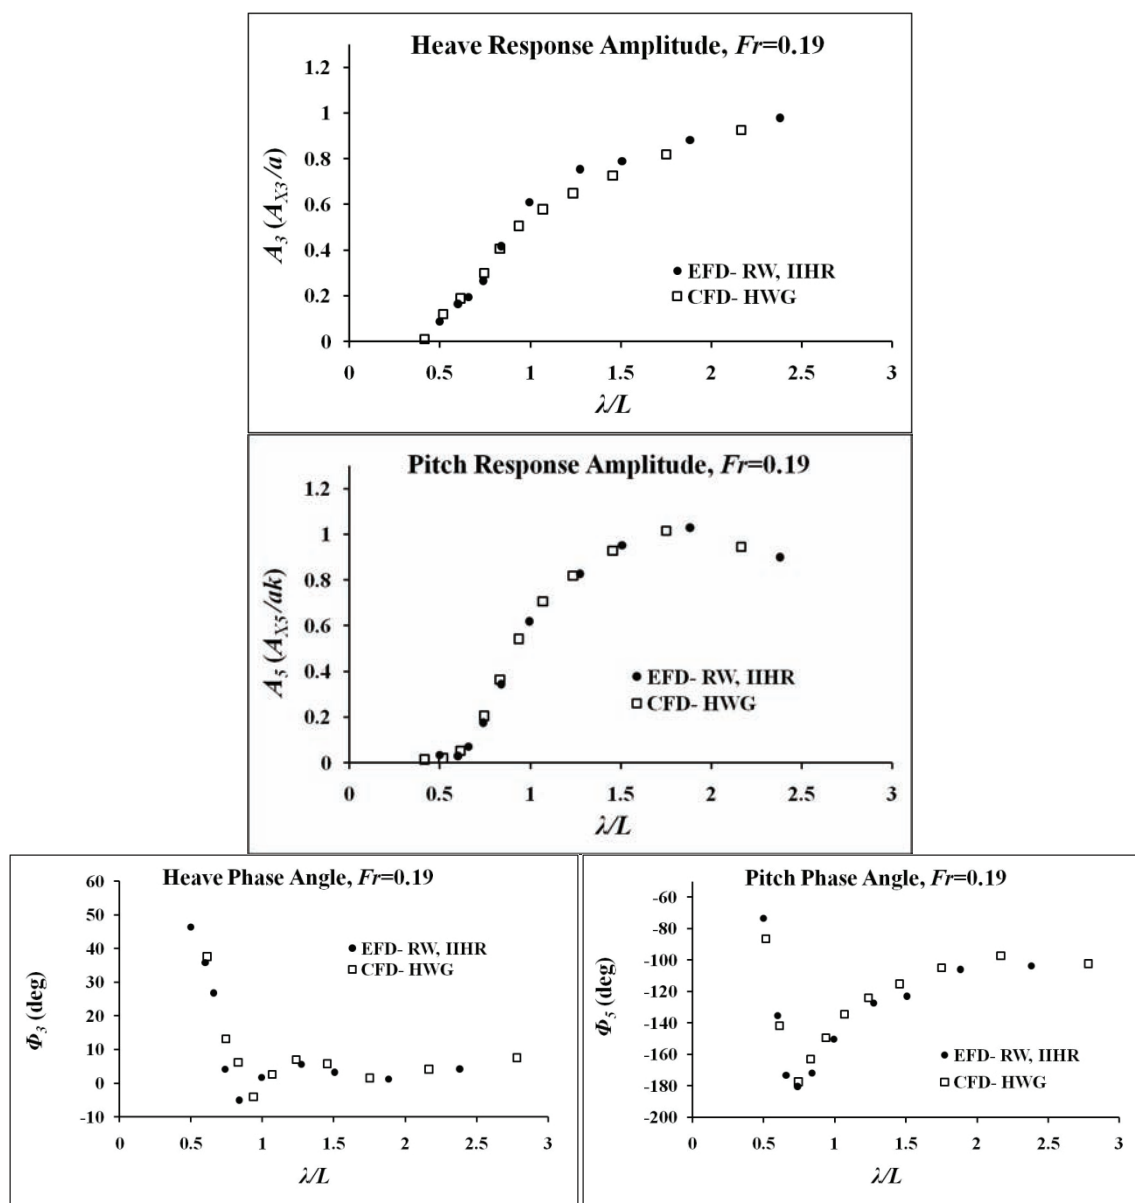 Heave Response Amplitude, Fr=0.19
1.2
1
0.8
0.6
0.4
0.2
0
A3 (AX3/a)
EFD- RW, IIHR
CFD- HWG
0 0.5 1 1.5 2 2.5 3
λ/L
Pitch Response Amplitude, Fr=0.19
1.2
1
0.8
0.6
0.4
0.2
0
A5 (AX5/ak)
EFD- RW, IIHR
CFD- HWG
0 0.5 1 1.5 2 2.5 3
λ/L
Heave Phase Angle, Fr=0.19
60
50
40
30
20
10
0
-10
Φ3 (deg)
EFD- RW, IIHR
CFD- HWG
0 0.5 1 1.5 2 2.5 3
λ/L
Pitch Phase Angle, Fr=0.19
-60
-80
-100
-120
-140
-160
-180
-200
Φ5 (deg)
EFD- RW, IIHR
CFD- HWG
0 0.5 1 1.5 2 2.5 3
λ/L